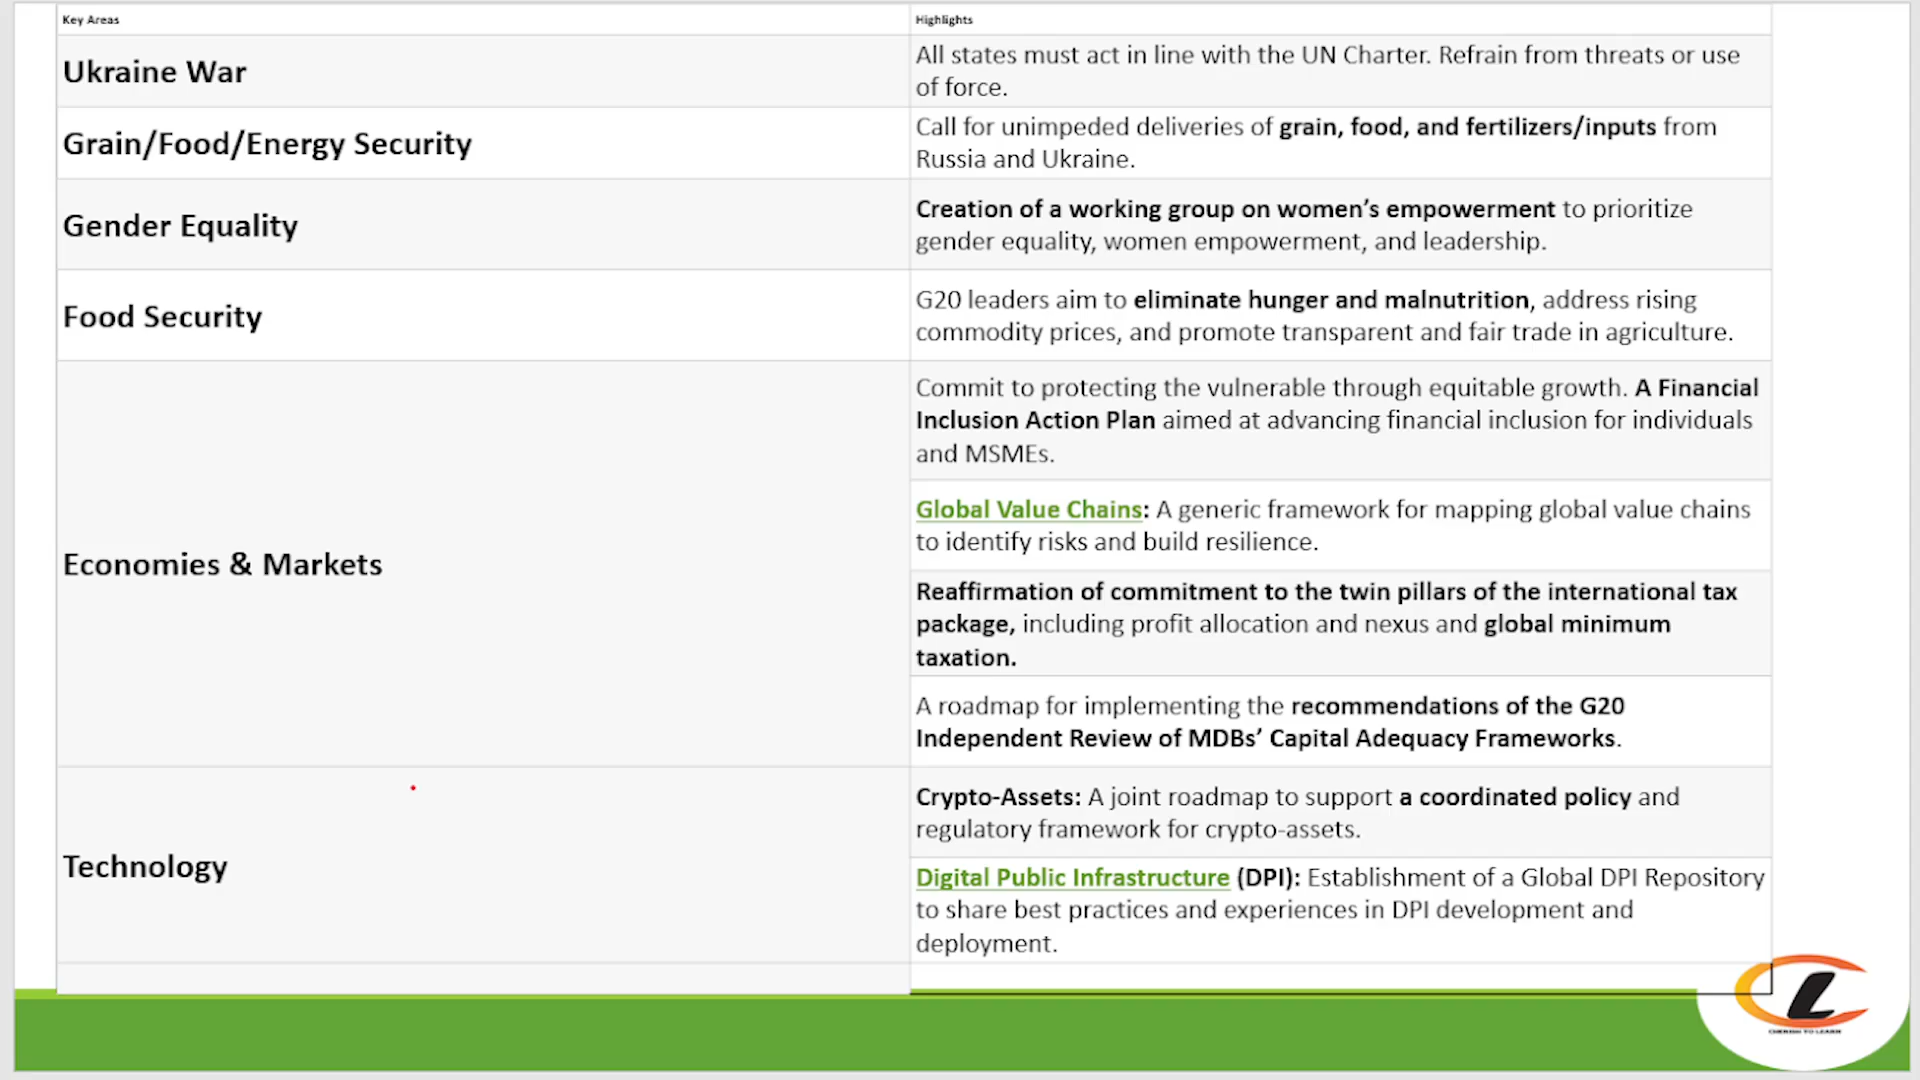 Key Areas
Highlights
Ukraine War
All states must act in line with the UN Charter. Refrain from threats or use
of force.
Grain/Food/Energy Security
Call for unimpeded deliveries of grain, food, and fertilizers/inputs from
Russia and Ukraine.
Gender Equality
Creation of a working group on women’s empowerment to prioritize
gender equality, women empowerment, and leadership.
Food Security
G20 leaders aim to eliminate hunger and malnutrition, address rising
commodity prices, and promote transparent and fair trade in agriculture.
Economies & Markets
Commit to protecting the vulnerable through equitable growth. A Financial
Inclusion Action Plan aimed at advancing financial inclusion for individuals
and MSMEs.
Global Value Chains: A generic framework for mapping global value chains
to identify risks and build resilience.
Reaffirmation of commitment to the twin pillars of the international tax
package, including profit allocation and nexus and global minimum
taxation.
A roadmap for implementing the recommendations of the G20
Independent Review of MDBs’ Capital Adequacy Frameworks.
Technology
Crypto-Assets: A joint roadmap to support a coordinated policy and
regulatory framework for crypto-assets.
Digital Public Infrastructure (DPI): Establishment of a Global DPI Repository
to share best practices and experiences in DPI development and
deployment.
CL
CHERISH TO LEARN